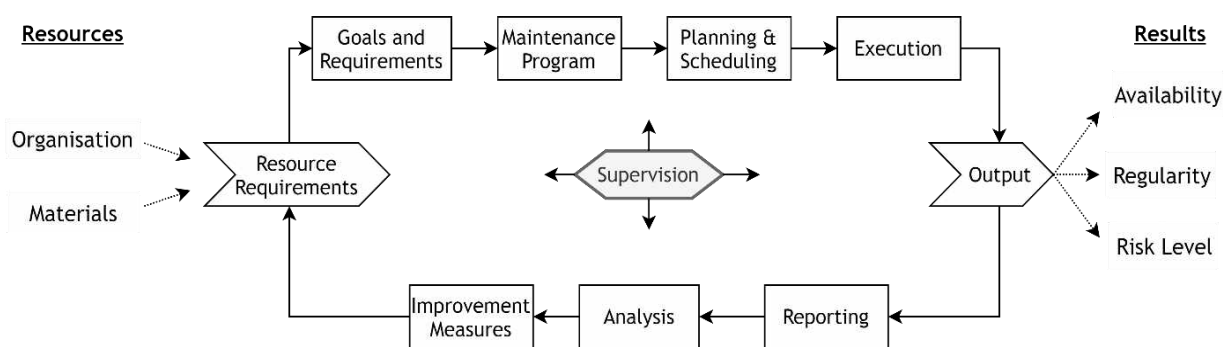 Resources
Goals and
Requirements
Maintenance
Program
Planning &
Scheduling
Execution
Results
Organisation
Materials
Resource
Requirements
Supervision
Output
Availability
Regularity
Risk Level
Improvement
Measures
Analysis
Reporting